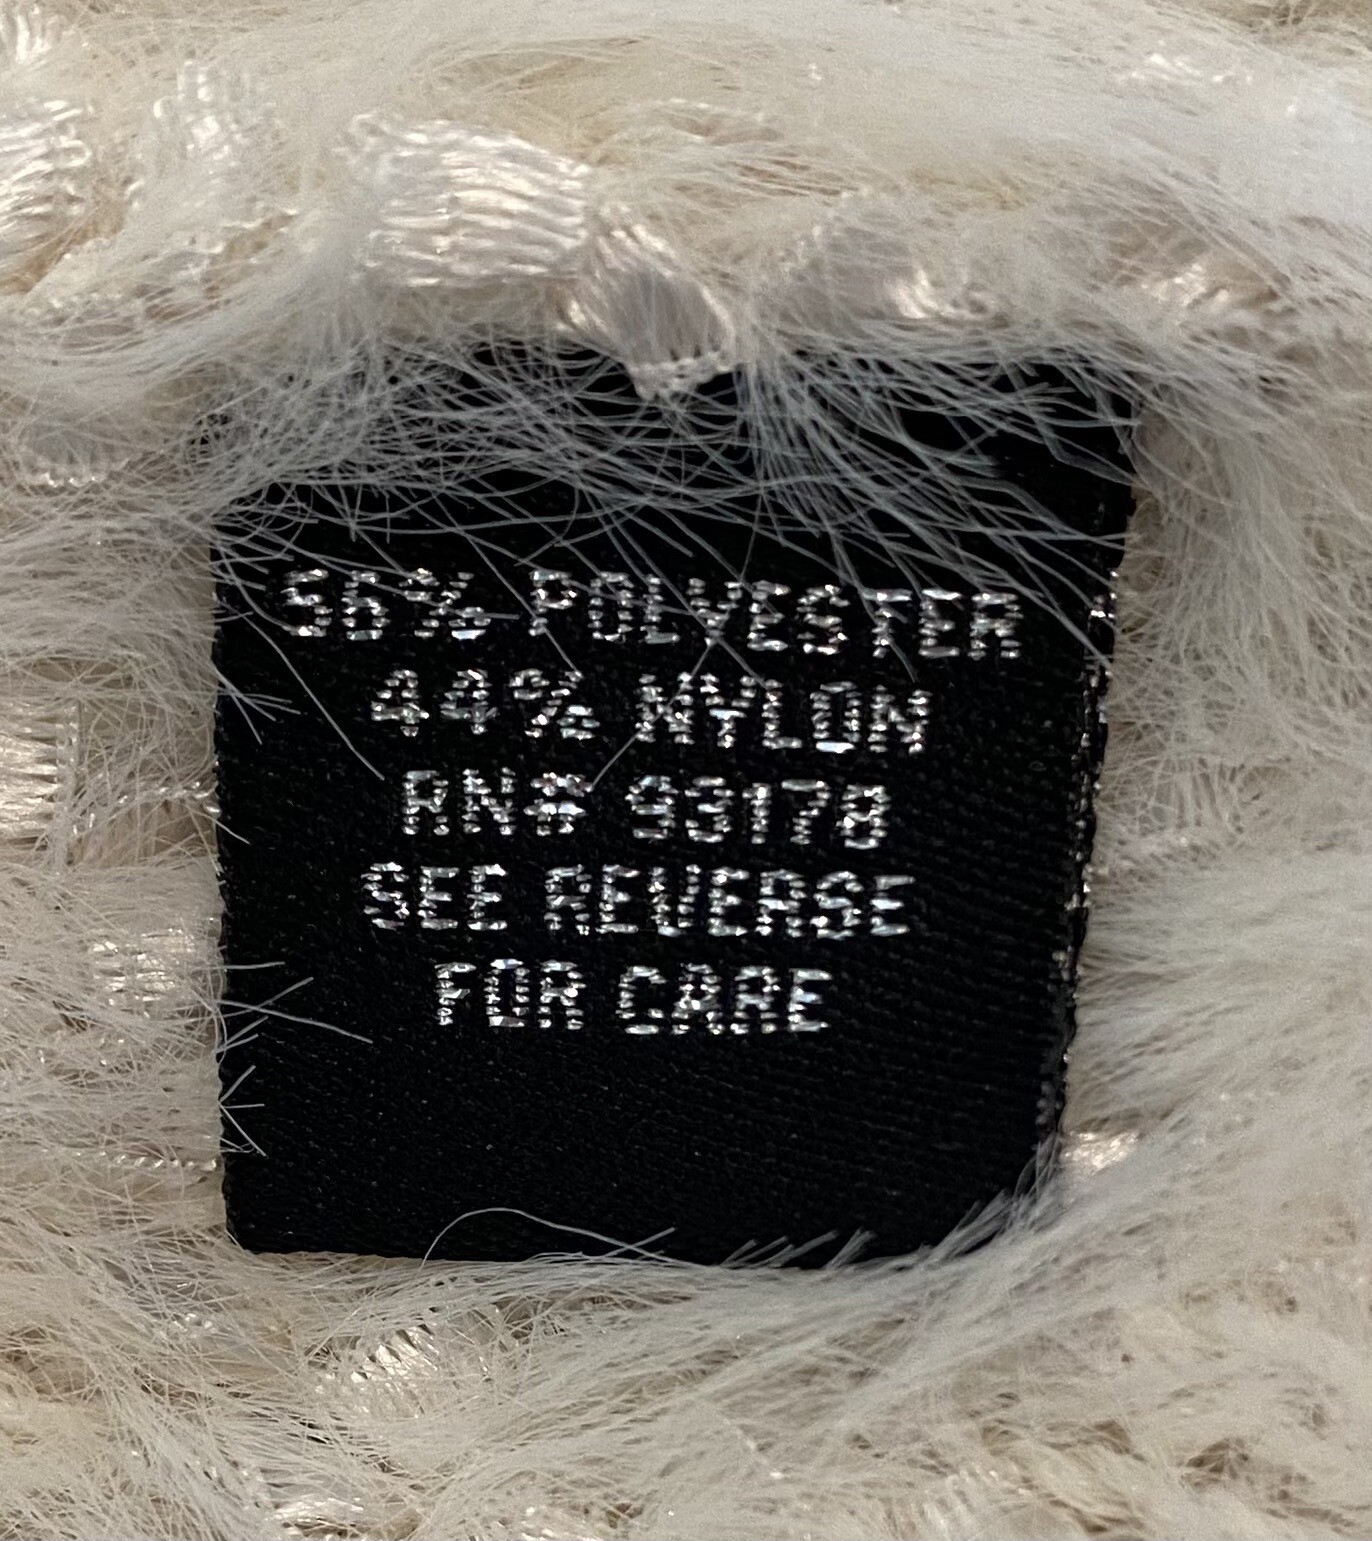 56% POLYESTER
44% NYLON
RN# 93178
SEE REVERSE
FOR CARE